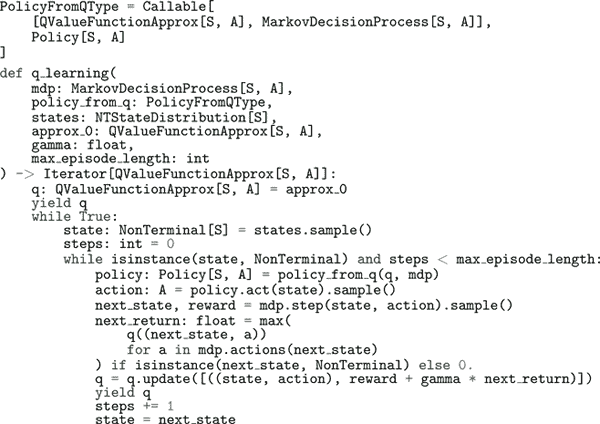 PolicyFromQType = Callable[
    [QValueFunctionApprox[S, A], MarkovDecisionProcess[S, A]],
    Policy[S, A]
]
def q_learning(
    mdp: MarkovDecisionProcess[S, A],
    policy_from_q: PolicyFromQType,
    states: NTStateDistribution[S],
    approx_0: QValueFunctionApprox[S, A],
    gamma: float,
    max_episode_length: int
) -> Iterator[QValueFunctionApprox[S, A]]:
    q: QValueFunctionApprox[S, A] = approx_0
    yield q
    while True:
        state: NonTerminal[S] = states.sample()
        steps: int = 0
        while isinstance(state, NonTerminal) and steps < max_episode_length:
            policy: Policy[S, A] = policy_from_q(q, mdp)
            action: A = policy.act(state).sample()
            next_state, reward = mdp.step(state, action).sample()
            next_return: float = max(
                q((next_state, a))
                for a in mdp.actions(next_state)
            ) if isinstance(next_state, NonTerminal) else 0.
            q = q.update([((state, action), reward + gamma * next_return)])
            yield q
            steps += 1
            state = next_state